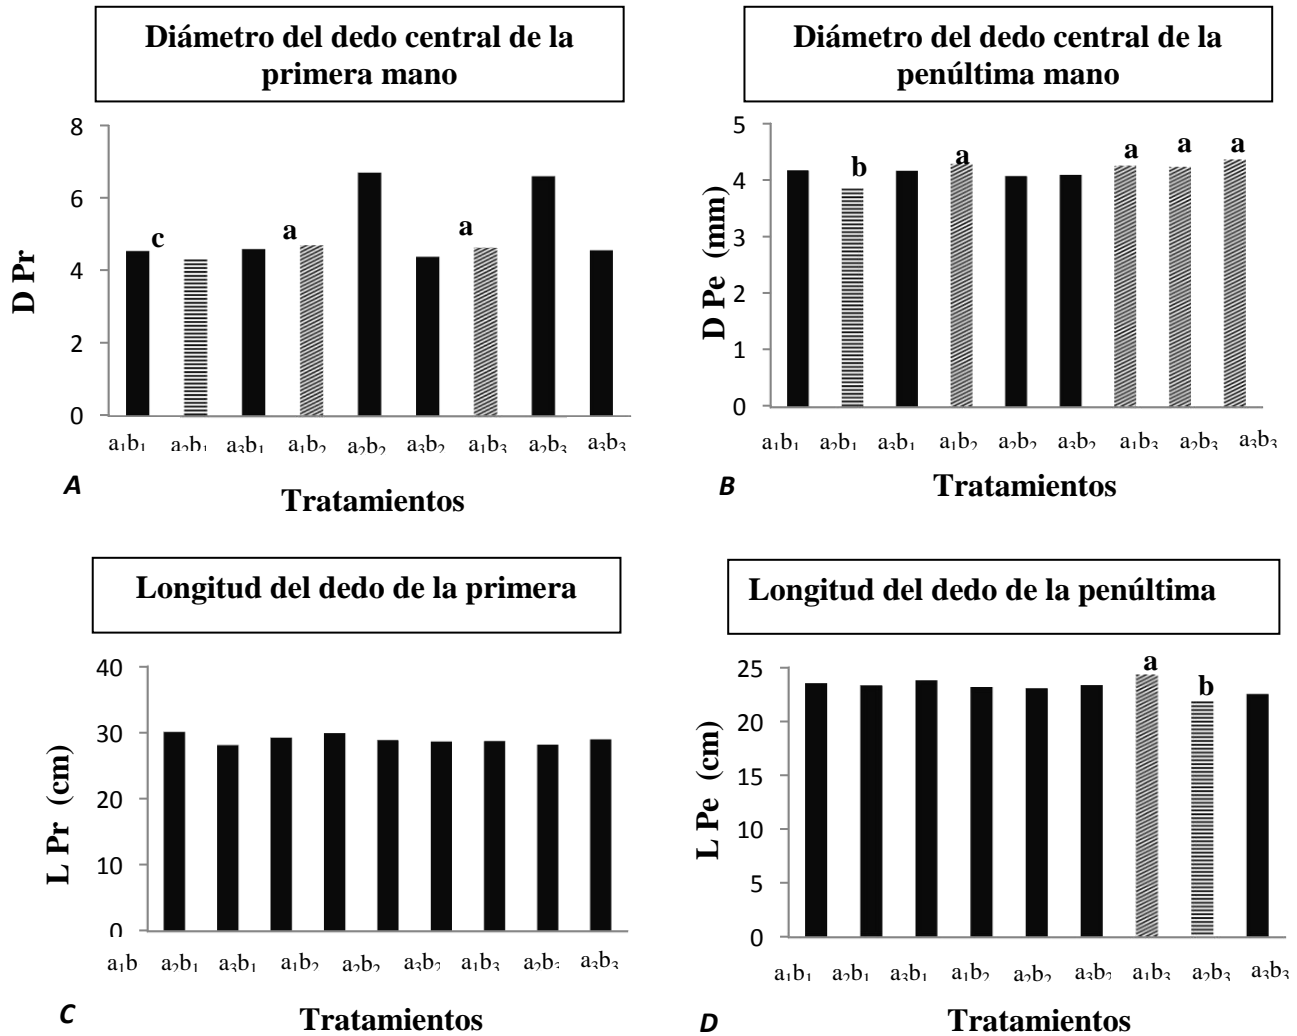 Diámetro del dedo central de la
primera mano
8
6
4
2
0
D Pr
c
a
a
a₁b₁ a₂b₁ a₃b₁ a₁b₂ a₂b₂ a₃b₂ a₁b₃ a₂b₃ a₃b₃
A
Tratamientos
Diámetro del dedo central de la
penúltima mano
5
4
3
2
1
0
D Pe (mm)
b
a
a
a
a
a₁b₁ a₂b₁ a₃b₁ a₁b₂ a₂b₂ a₃b₂ a₁b₃ a₂b₃ a₃b₃
B
Tratamientos
Longitud del dedo de la primera
40
30
20
10
0
L Pr (cm)
a₁b a₂b₁ a₃b₁ a₁b₂ a₂b₂ a₃b₂ a₁b₃ a₂b₃ a₃b₃
C
Tratamientos
Longitud del dedo de la penúltima
25
20
15
10
5
0
L Pe (cm)
a
b
a₁b₁ a₂b₁ a₃b₁ a₁b₂ a₂b₂ a₃b₂ a₁b₃ a₂b₃ a₃b₃
D
Tratamientos